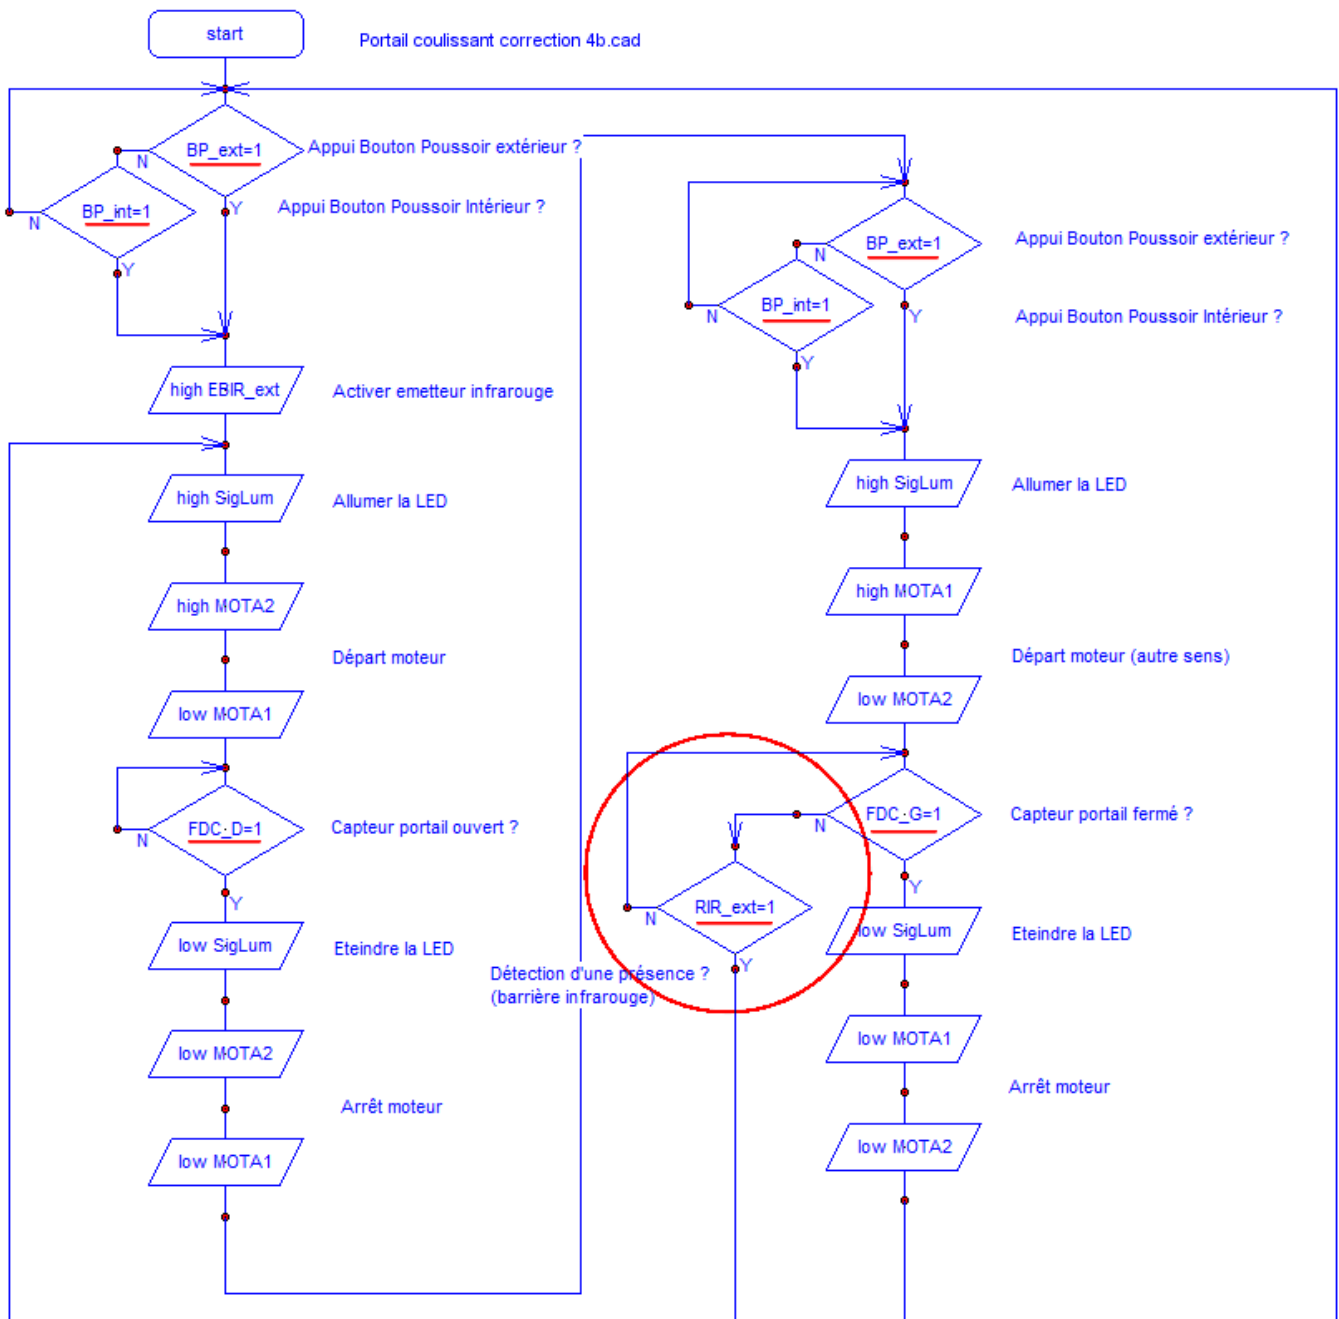 start
Portail coulissant correction 4b.cad
BP_ext=1
N
Y
Appui Bouton Poussoir extérieur ?
BP_int=1
N
Y
Appui Bouton Poussoir Intérieur ?
high EBIR_ext
Activer emetteur infrarouge
high SigLum
Allumer la LED
high MOTA2
Départ moteur
low MOTA1
FDC_D=1
N
Y
Capteur portail ouvert ?
low SigLum
Eteindre la LED
low MOTA2
Arrêt moteur
low MOTA1
BP_ext=1
N
Y
Appui Bouton Poussoir extérieur ?
BP_int=1
N
Y
Appui Bouton Poussoir Intérieur ?
high SigLum
Allumer la LED
high MOTA1
Départ moteur (autre sens)
low MOTA2
FDC_G=1
N
Y
Capteur portail fermé ?
RIR_ext=1
N
Y
Détection d'une présence ?
(barrière infrarouge)
low SigLum
Eteindre la LED
low MOTA1
Arrêt moteur
low MOTA2